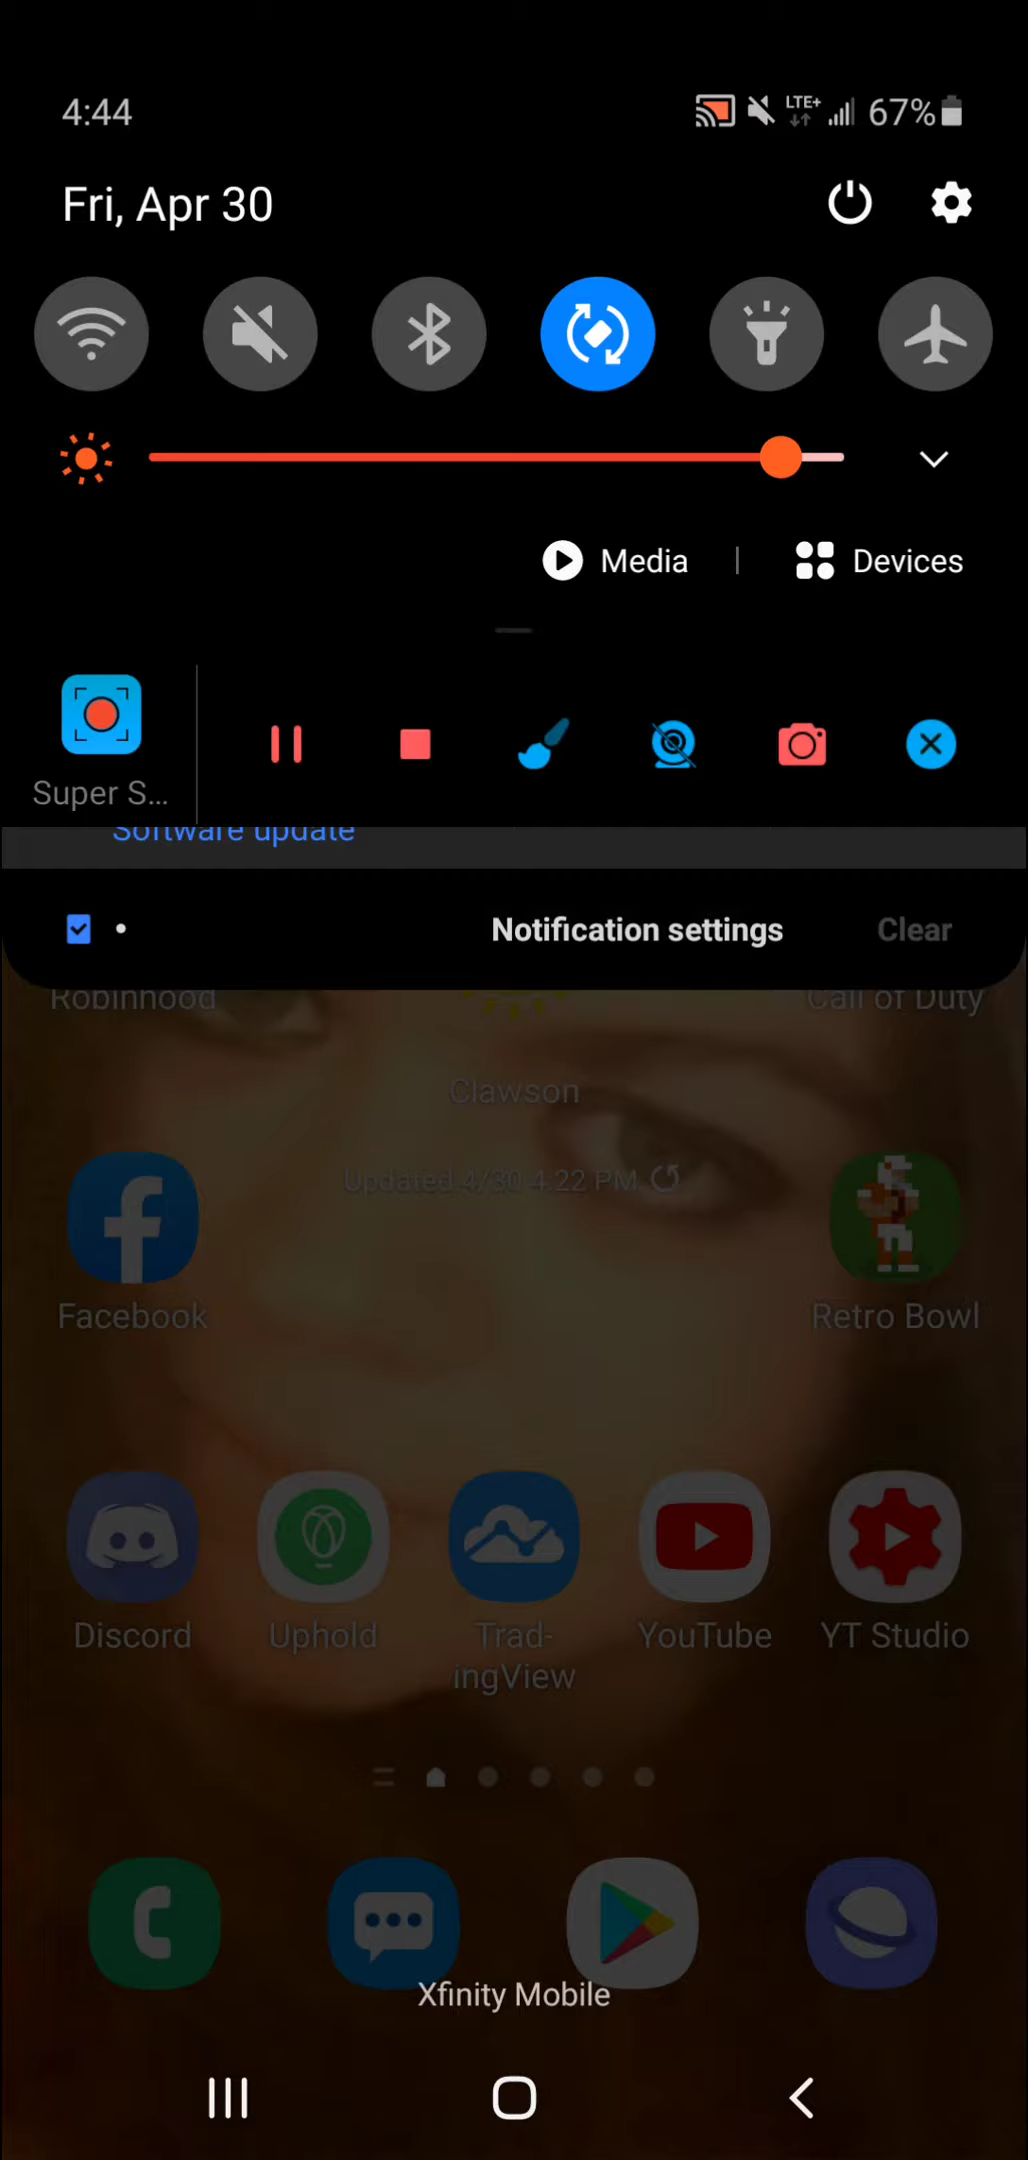 4:44
LTE+
67%
Fri, Apr 30
Media
Devices
Super S...
Software update
Notification settings
Clear
Robinhood
Call of Duty
Clawson
Updated 4/30 4:22 PM
Facebook
Retro Bowl
Discord
Uphold
Trad-
ingView
YouTube
YT Studio
Xfinity Mobile